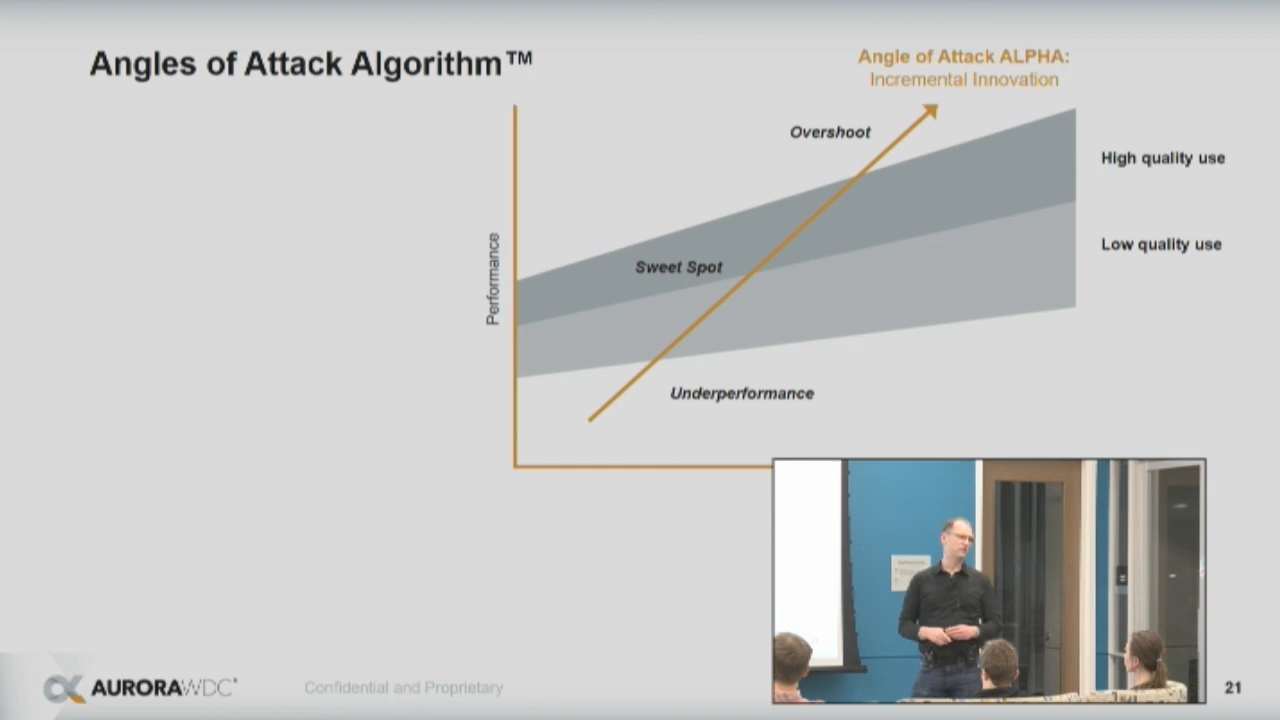 Angles of Attack Algorithm™
Angle of Attack ALPHA:
Incremental Innovation
Overshoot
High quality use
Performance
Low quality use
Sweet Spot
Underperformance
AURORAWDC
Confidential and Proprietary
21